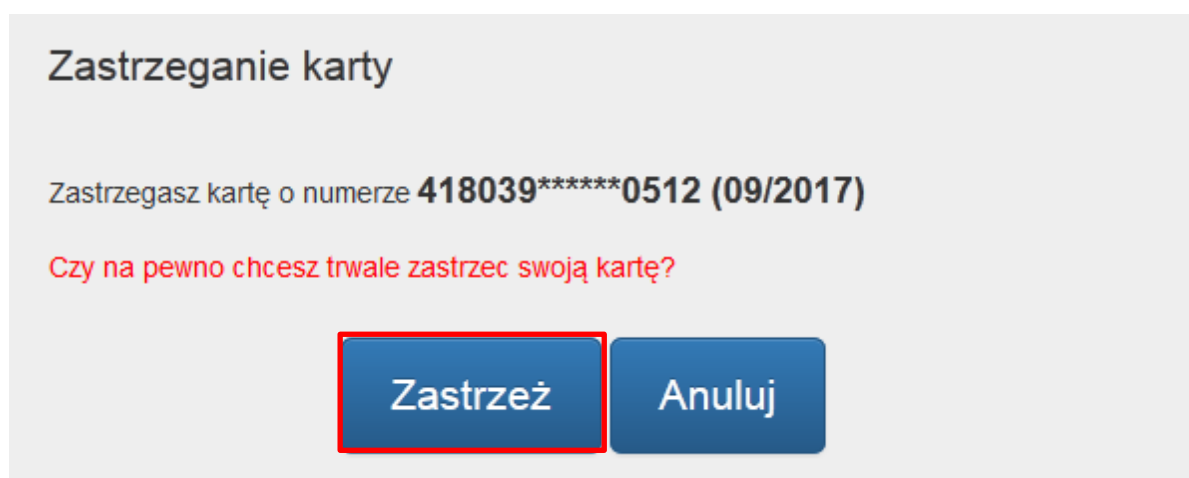 Zastrzeganie karty
Zastrzegasz kartę o numerze 418039******0512 (09/2017)
Czy na pewno chcesz trwale zastrzec swoją kartę?
Zastrzeż Anuluj